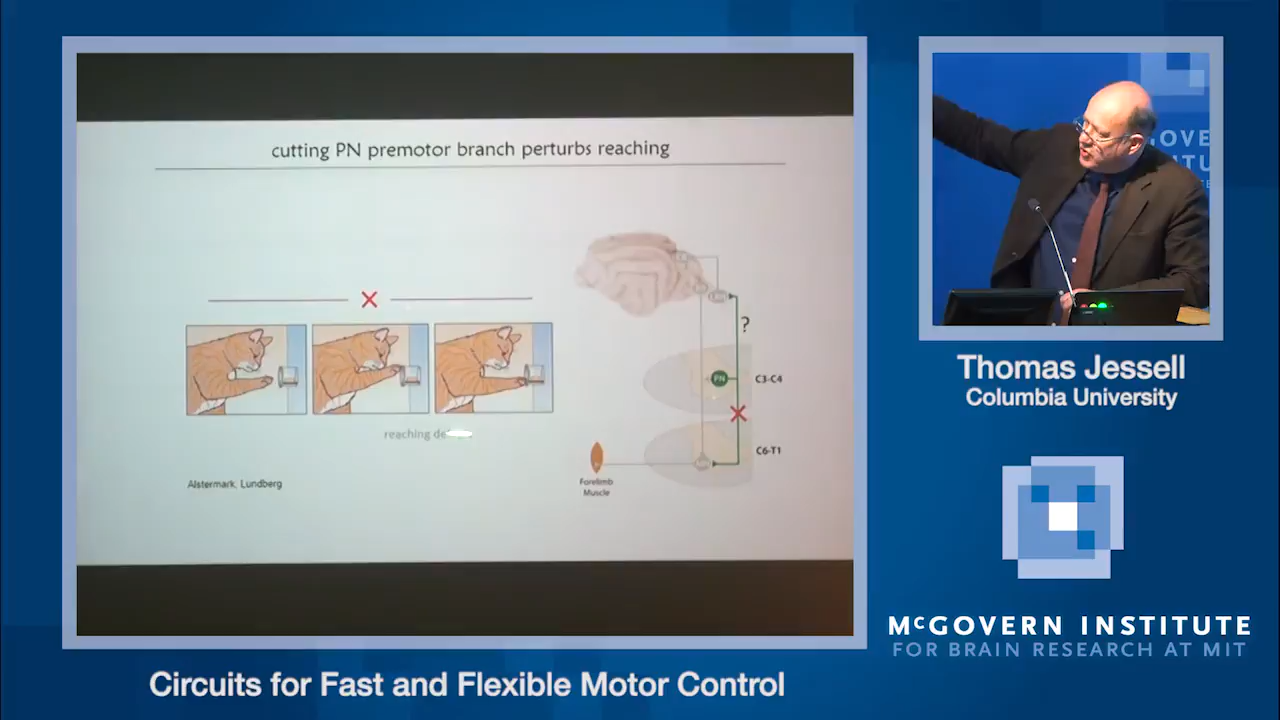 cutting PN premotor branch perturbs reaching
?
PN
C3-C4
C6-T1
reaching
Forelimb
Muscle
Alstermark, Lundberg
Thomas Jessell
Columbia University
McGOVERN INSTITUTE
FOR BRAIN RESEARCH AT MIT
Circuits for Fast and Flexible Motor Control